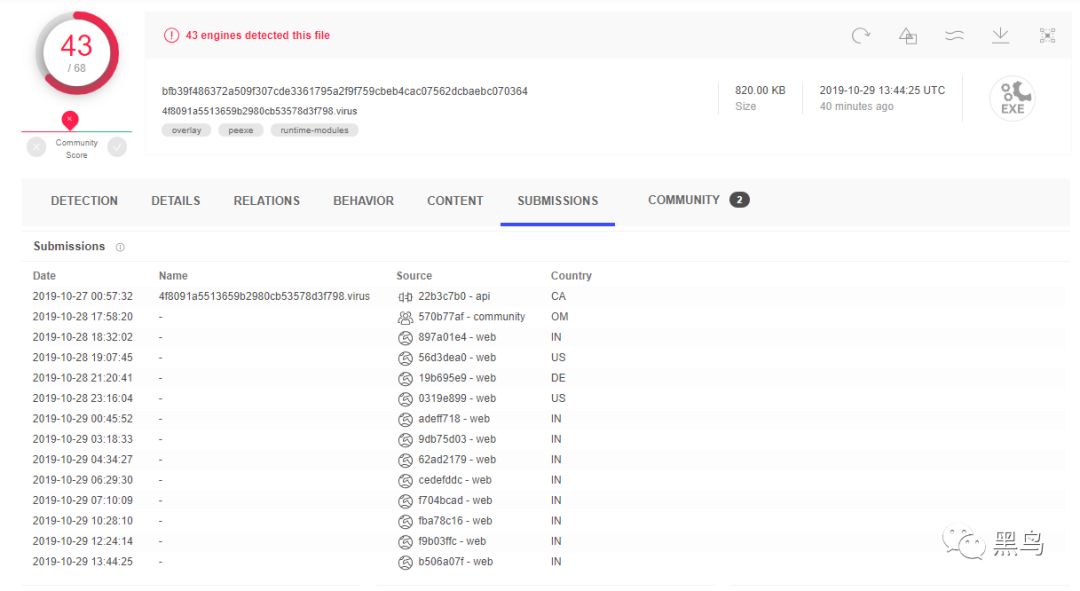 43
/ 68
Community
Score
43 engines detected this file
bfb39f486372a509f307cde3361795a2f9f759cbeb4cac07562dcbaebc070364
4f8091a5513659b2980cb53578d3f798.virus
overlay peexe runtime-modules
820.00 KB
Size
2019-10-29 13:44:25 UTC
40 minutes ago
EXE
DETECTION DETAILS RELATIONS BEHAVIOR CONTENT SUBMISSIONS COMMUNITY 2
Submissions
Date Name Source Country
2019-10-27 00:57:32 4f8091a5513659b2980cb53578d3f798.virus 22b3c7b0 - api CA
2019-10-28 17:58:20 - 570b77af - community OM
2019-10-28 18:32:02 - 897a01e4 - web IN
2019-10-28 19:07:45 - 56d3dea0 - web US
2019-10-28 21:20:41 - 19b695e9 - web DE
2019-10-28 23:16:04 - 0319e899 - web US
2019-10-29 00:45:52 - adeff718 - web IN
2019-10-29 03:18:33 - 9db75d03 - web IN
2019-10-29 04:34:27 - 62ad2179 - web IN
2019-10-29 06:29:30 - cedefddc - web IN
2019-10-29 07:10:09 - f704bcad - web IN
2019-10-29 10:28:10 - fba78c16 - web IN
2019-10-29 12:24:14 - f9b03ffc - web IN
2019-10-29 13:44:25 - b506a07f - web IN
黑鸟